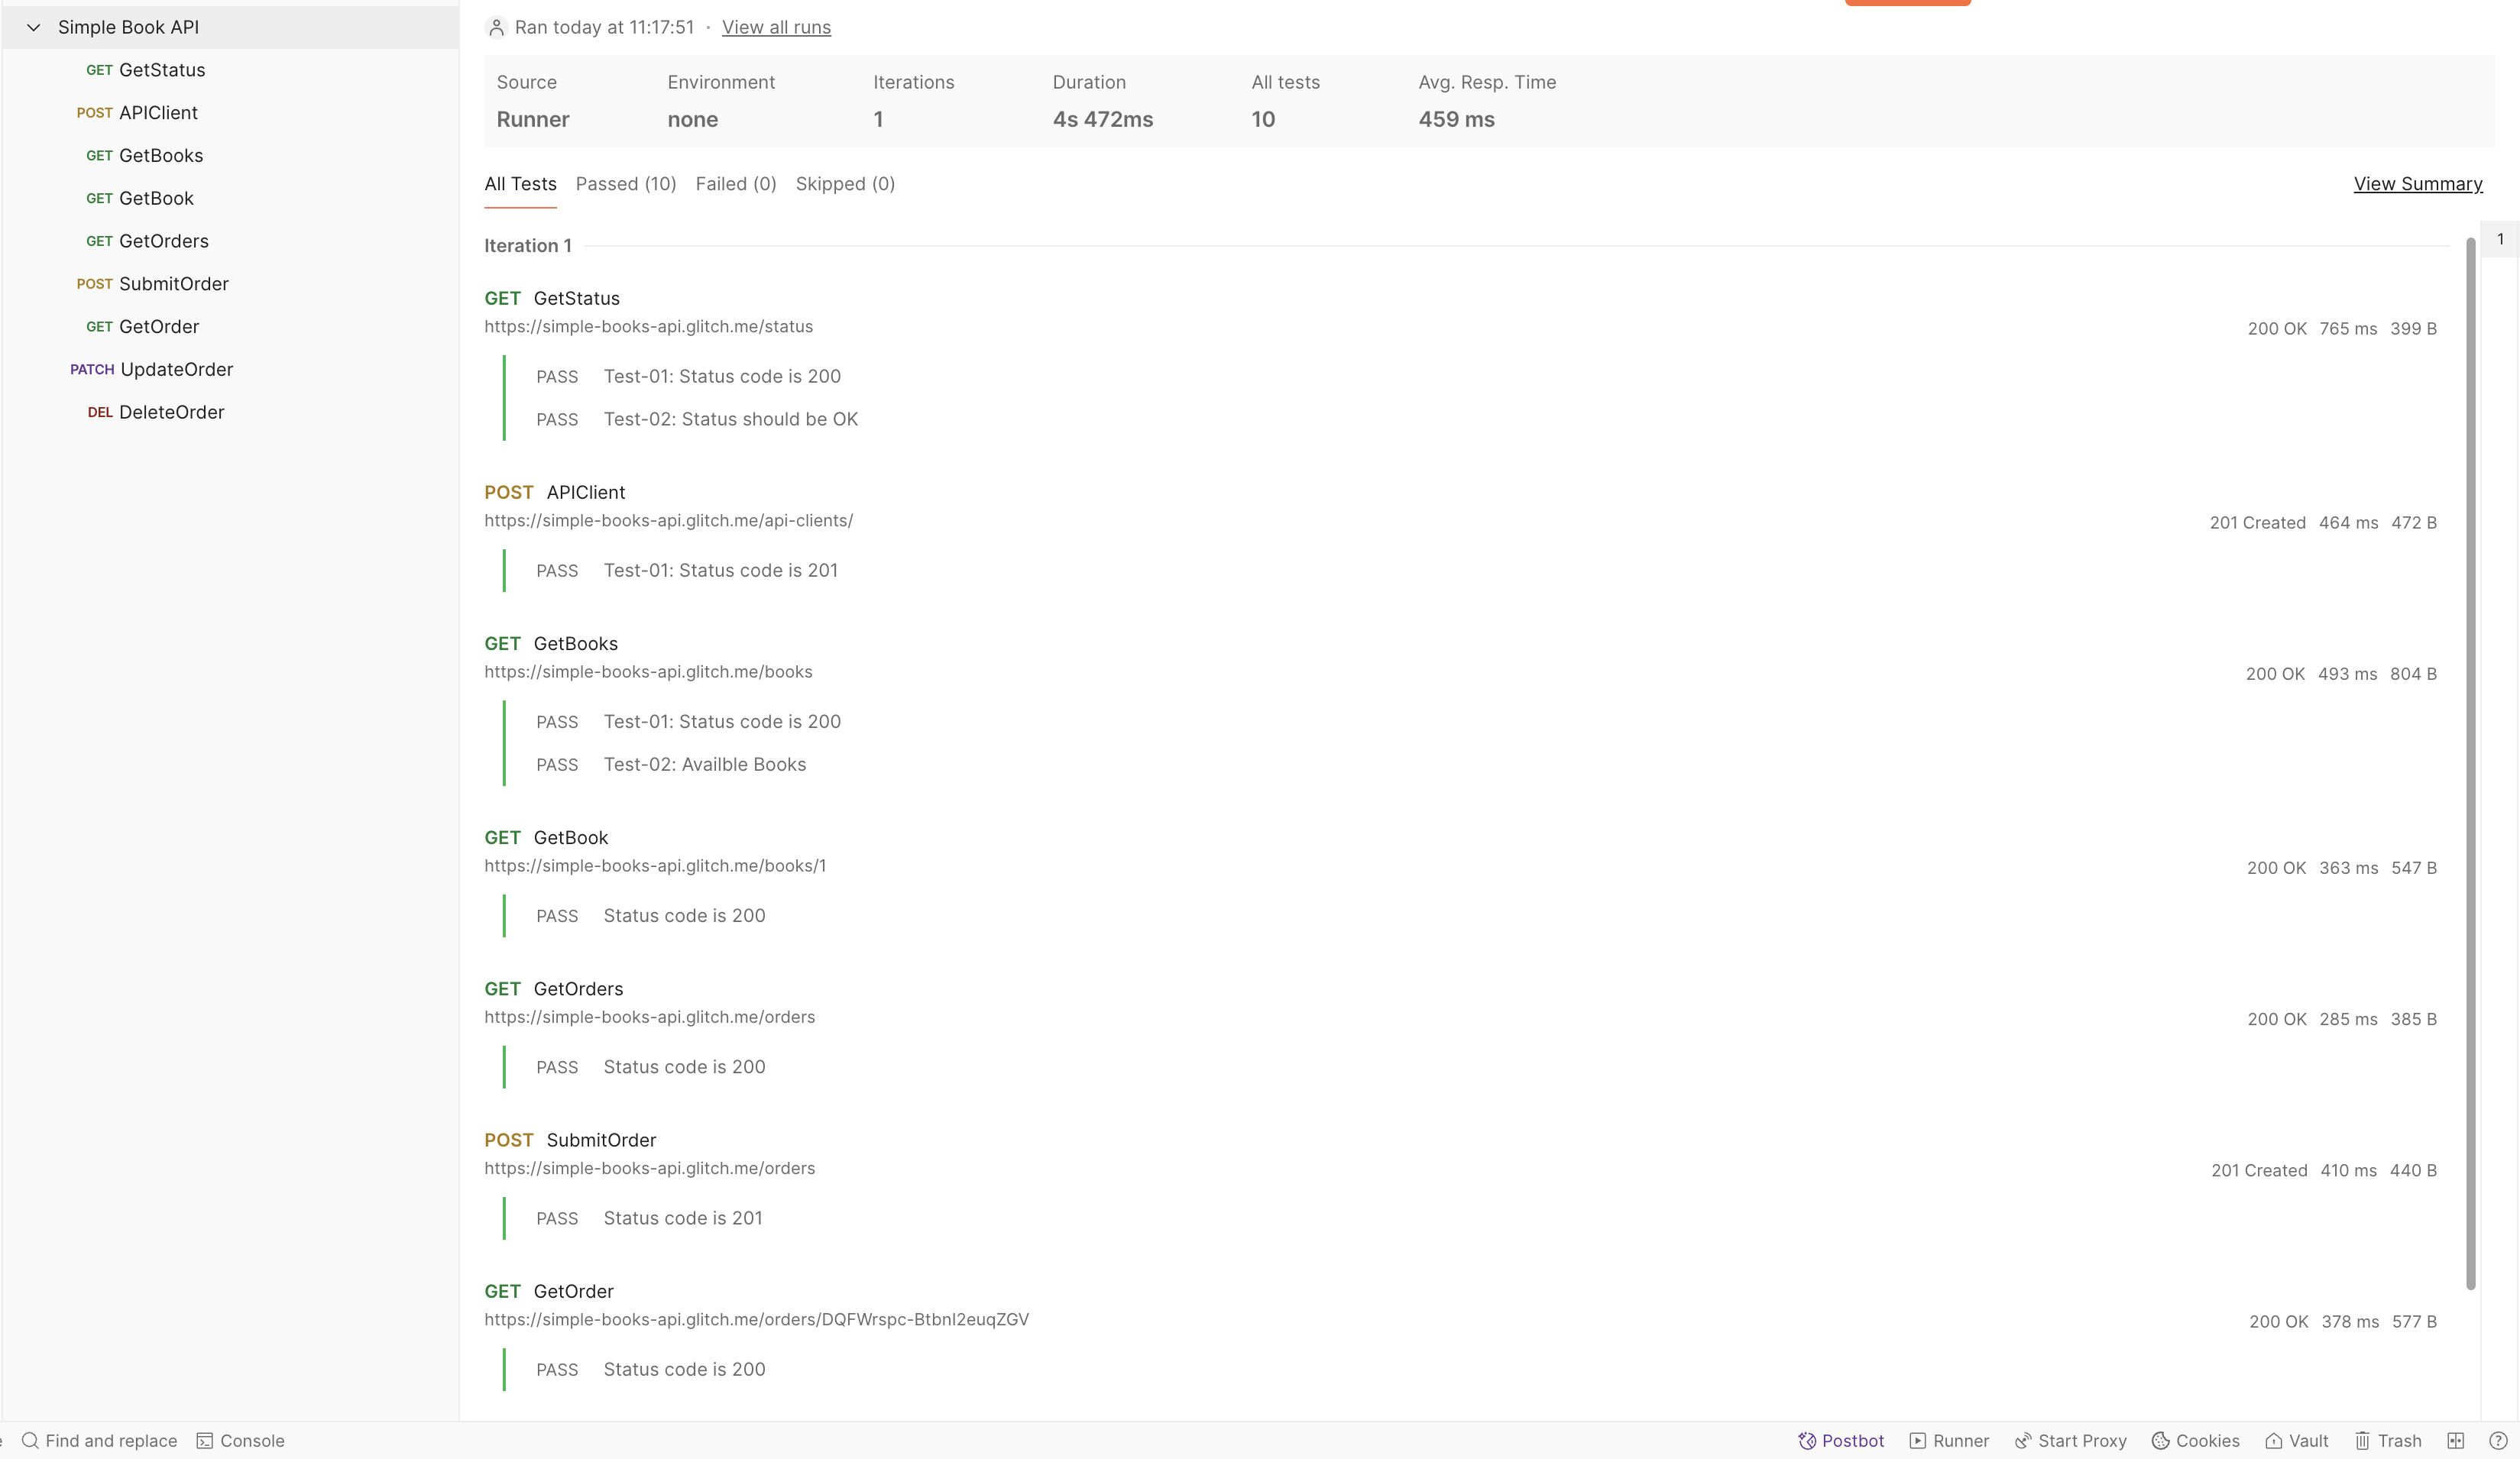 Simple Book API
GET GetStatus
POST APIClient
GET GetBooks
GET GetBook
GET GetOrders
POST SubmitOrder
GET GetOrder
PATCH UpdateOrder
DEL DeleteOrder
Ran today at 11:17:51 · View all runs
Source Environment Iterations Duration All tests Avg. Resp. Time
Runner none 1 4s 472ms 10 459 ms
All Tests Passed (10) Failed (0) Skipped (0) View Summary
Iteration 1
1
GET GetStatus
https://simple-books-api.glitch.me/status 200 OK 765 ms 399 B
PASS Test-01: Status code is 200
PASS Test-02: Status should be OK
POST APIClient
https://simple-books-api.glitch.me/api-clients/ 201 Created 464 ms 472 B
PASS Test-01: Status code is 201
GET GetBooks
https://simple-books-api.glitch.me/books 200 OK 493 ms 804 B
PASS Test-01: Status code is 200
PASS Test-02: Availble Books
GET GetBook
https://simple-books-api.glitch.me/books/1 200 OK 363 ms 547 B
PASS Status code is 200
GET GetOrders
https://simple-books-api.glitch.me/orders 200 OK 285 ms 385 B
PASS Status code is 200
POST SubmitOrder
https://simple-books-api.glitch.me/orders 201 Created 410 ms 440 B
PASS Status code is 201
GET GetOrder
https://simple-books-api.glitch.me/orders/DQFWrspc-BtbnI2euqZGV 200 OK 378 ms 577 B
PASS Status code is 200
Find and replace Console Postbot Runner Start Proxy Cookies Vault Trash